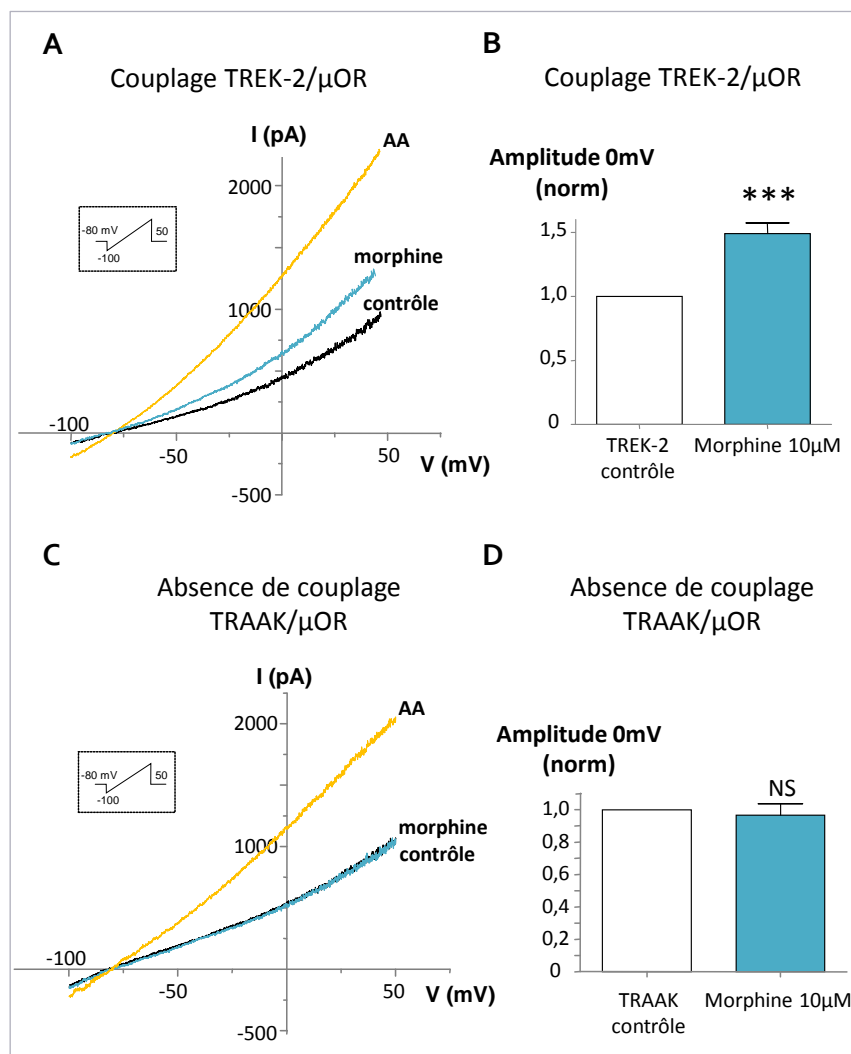 A
Couplage TREK-2/µOR
I (pA)
AA
2000
-80 mV
50
-100
morphine
contrôle
1000
-100
-50
50
V (mV)
-500
B
Couplage TREK-2/µOR
Amplitude 0mV
(norm)
***
1,5
1,0
0,5
0
TREK-2
contrôle
Morphine 10µM
C
Absence de couplage
TRAAK/µOR
I (pA)
AA
2000
-80 mV
50
-100
morphine
contrôle
1000
-100
-50
50
V (mV)
-500
D
Absence de couplage
TRAAK/µOR
Amplitude 0mV
(norm)
NS
1,0
0,8
0,6
0,4
0,2
0
TRAAK
contrôle
Morphine 10µM